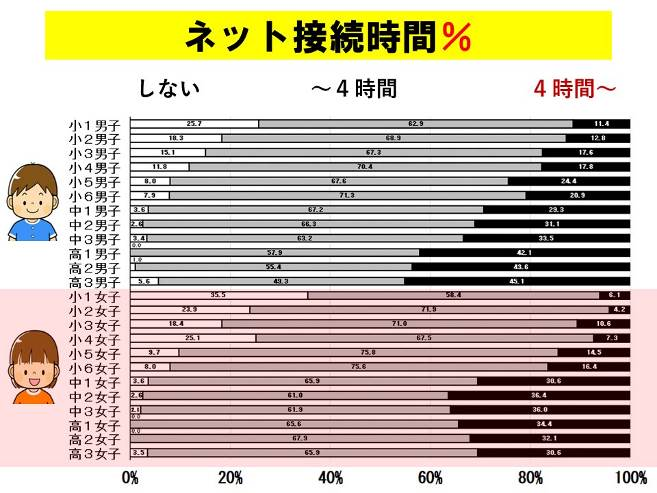 ネット接続時間%
しない ～4時間 4時間～
小1男子 25.7 62.9 11.4
小2男子 18.3 68.9 12.8
小3男子 15.1 67.3 17.6
小4男子 11.8 70.4 17.8
小5男子 8.0 67.6 24.4
小6男子 7.9 71.3 20.9
中1男子 3.6 67.2 29.3
中2男子 2.6 66.3 31.1
中3男子 3.4 63.2 33.5
高1男子 0.0 57.9 42.1
高2男子 1.0 55.4 43.6
高3男子 5.6 49.3 45.1
小1女子 35.5 58.4 6.1
小2女子 23.9 71.9 4.2
小3女子 18.4 71.0 10.6
小4女子 25.1 67.5 7.3
小5女子 9.7 75.8 14.5
小6女子 8.0 75.6 16.4
中1女子 3.6 65.9 30.6
中2女子 2.6 61.0 36.4
中3女子 2.1 61.9 36.0
高1女子 0.0 65.6 34.4
高2女子 0.0 67.9 32.1
高3女子 3.5 65.9 30.6
0% 20% 40% 60% 80% 100%